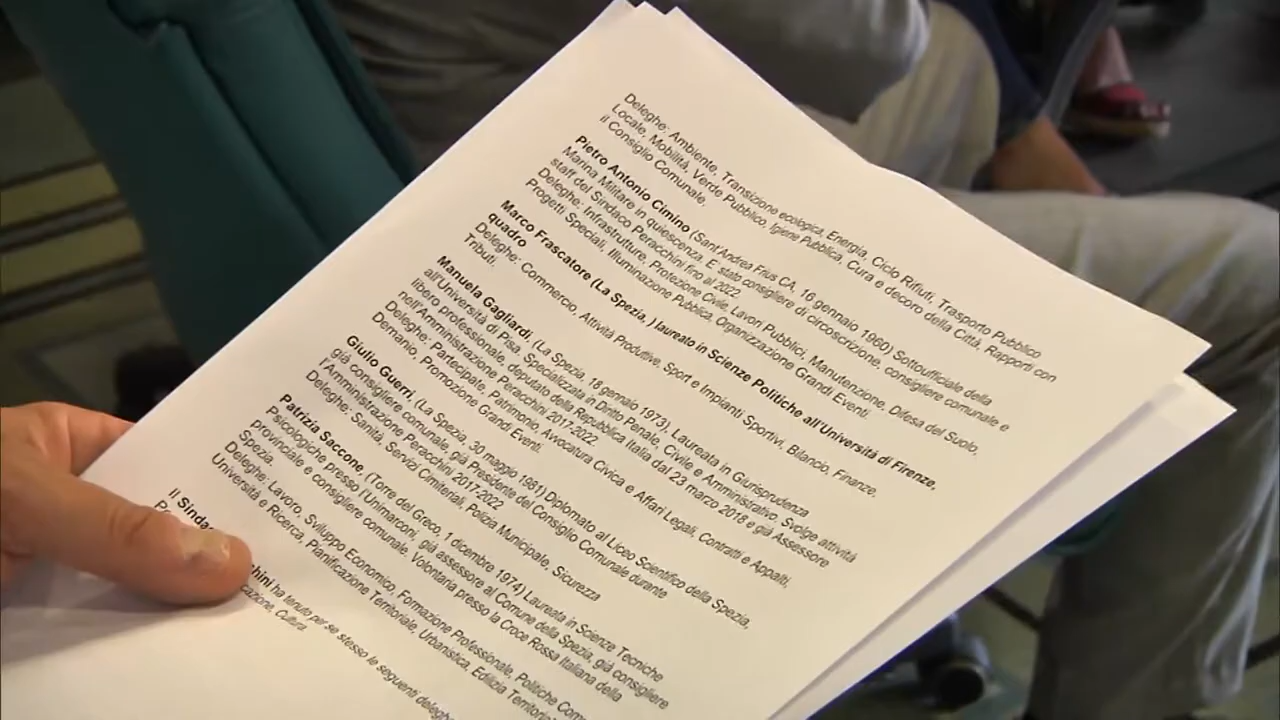 Deleghe: Ambiente, Transizione ecologica, Energia, Ciclo Rifiuti, Trasporto Pubblico
Locale, Mobilità, Verde Pubblico, Igiene Pubblica, Cura e decoro della Città, Rapporti con
il Consiglio Comunale.
Pietro Antonio Cimino (Sant'Andrea Frius CA, 16 gennaio 1960) Sottoufficiale della
Marina Militare in quiescenza. E' stato consigliere di circoscrizione, consigliere comunale e
staff del Sindaco Peracchini fino al 2022
Deleghe: Infrastrutture, Protezione Civile, Lavori Pubblici, Manutenzione, Difesa del Suolo,
Progetti Speciali, Illuminazione Pubblica, Organizzazione Grandi Eventi
Marco Frascatore (La Spezia, ) laureato in Scienze Politiche all'Università di Firenze,
quadro
Deleghe: Commercio, Attività Produttive, Sport e Impianti Sportivi, Bilancio, Finanze,
Tributi.
Manuela Gagliardi, (La Spezia, 18 gennaio 1973), Laureata in Giurisprudenza
all'Università di Pisa, Specializzata in Diritto Penale, Civile e Amministrativo. Svolge attività
libero professionale, deputata della Repubblica Italia dal 23 marzo 2018 e già Assessore
nell'Amministrazione Peracchini 2017-2022
Deleghe: Partecipate, Patrimonio, Avvocatura Civica e Affari Legali, Contratti e Appalti,
Demanio, Promozione Grandi Eventi.
Giulio Guerri, (La Spezia, 30 maggio 1981) Diplomato al Liceo Scientifico della Spezia,
già consigliere comunale, già Presidente del Consiglio Comunale durante
l'Amministrazione Peracchini 2017-2022
Deleghe: Sanità, Servizi Cimiteriali, Polizia Municipale, Sicurezza
Patrizia Saccone, (Torre del Greco, 1 dicembre 1974) Laureata in Scienze Tecniche
Psicologiche presso l'Unimarconi, già assessore al Comune della Spezia, già consigliere
provinciale e consigliere comunale. Volontaria presso la Croce Rossa Italiana della
Spezia.
Deleghe: Lavoro, Sviluppo Economico, Formazione Professionale, Politiche Com
Università e Ricerca, Pianificazione Territoriale, Urbanistica, Edilizia Territorial
Il Sindac
chini ha tenuto per se stesso le seguenti delegh
cazione, Cultura.